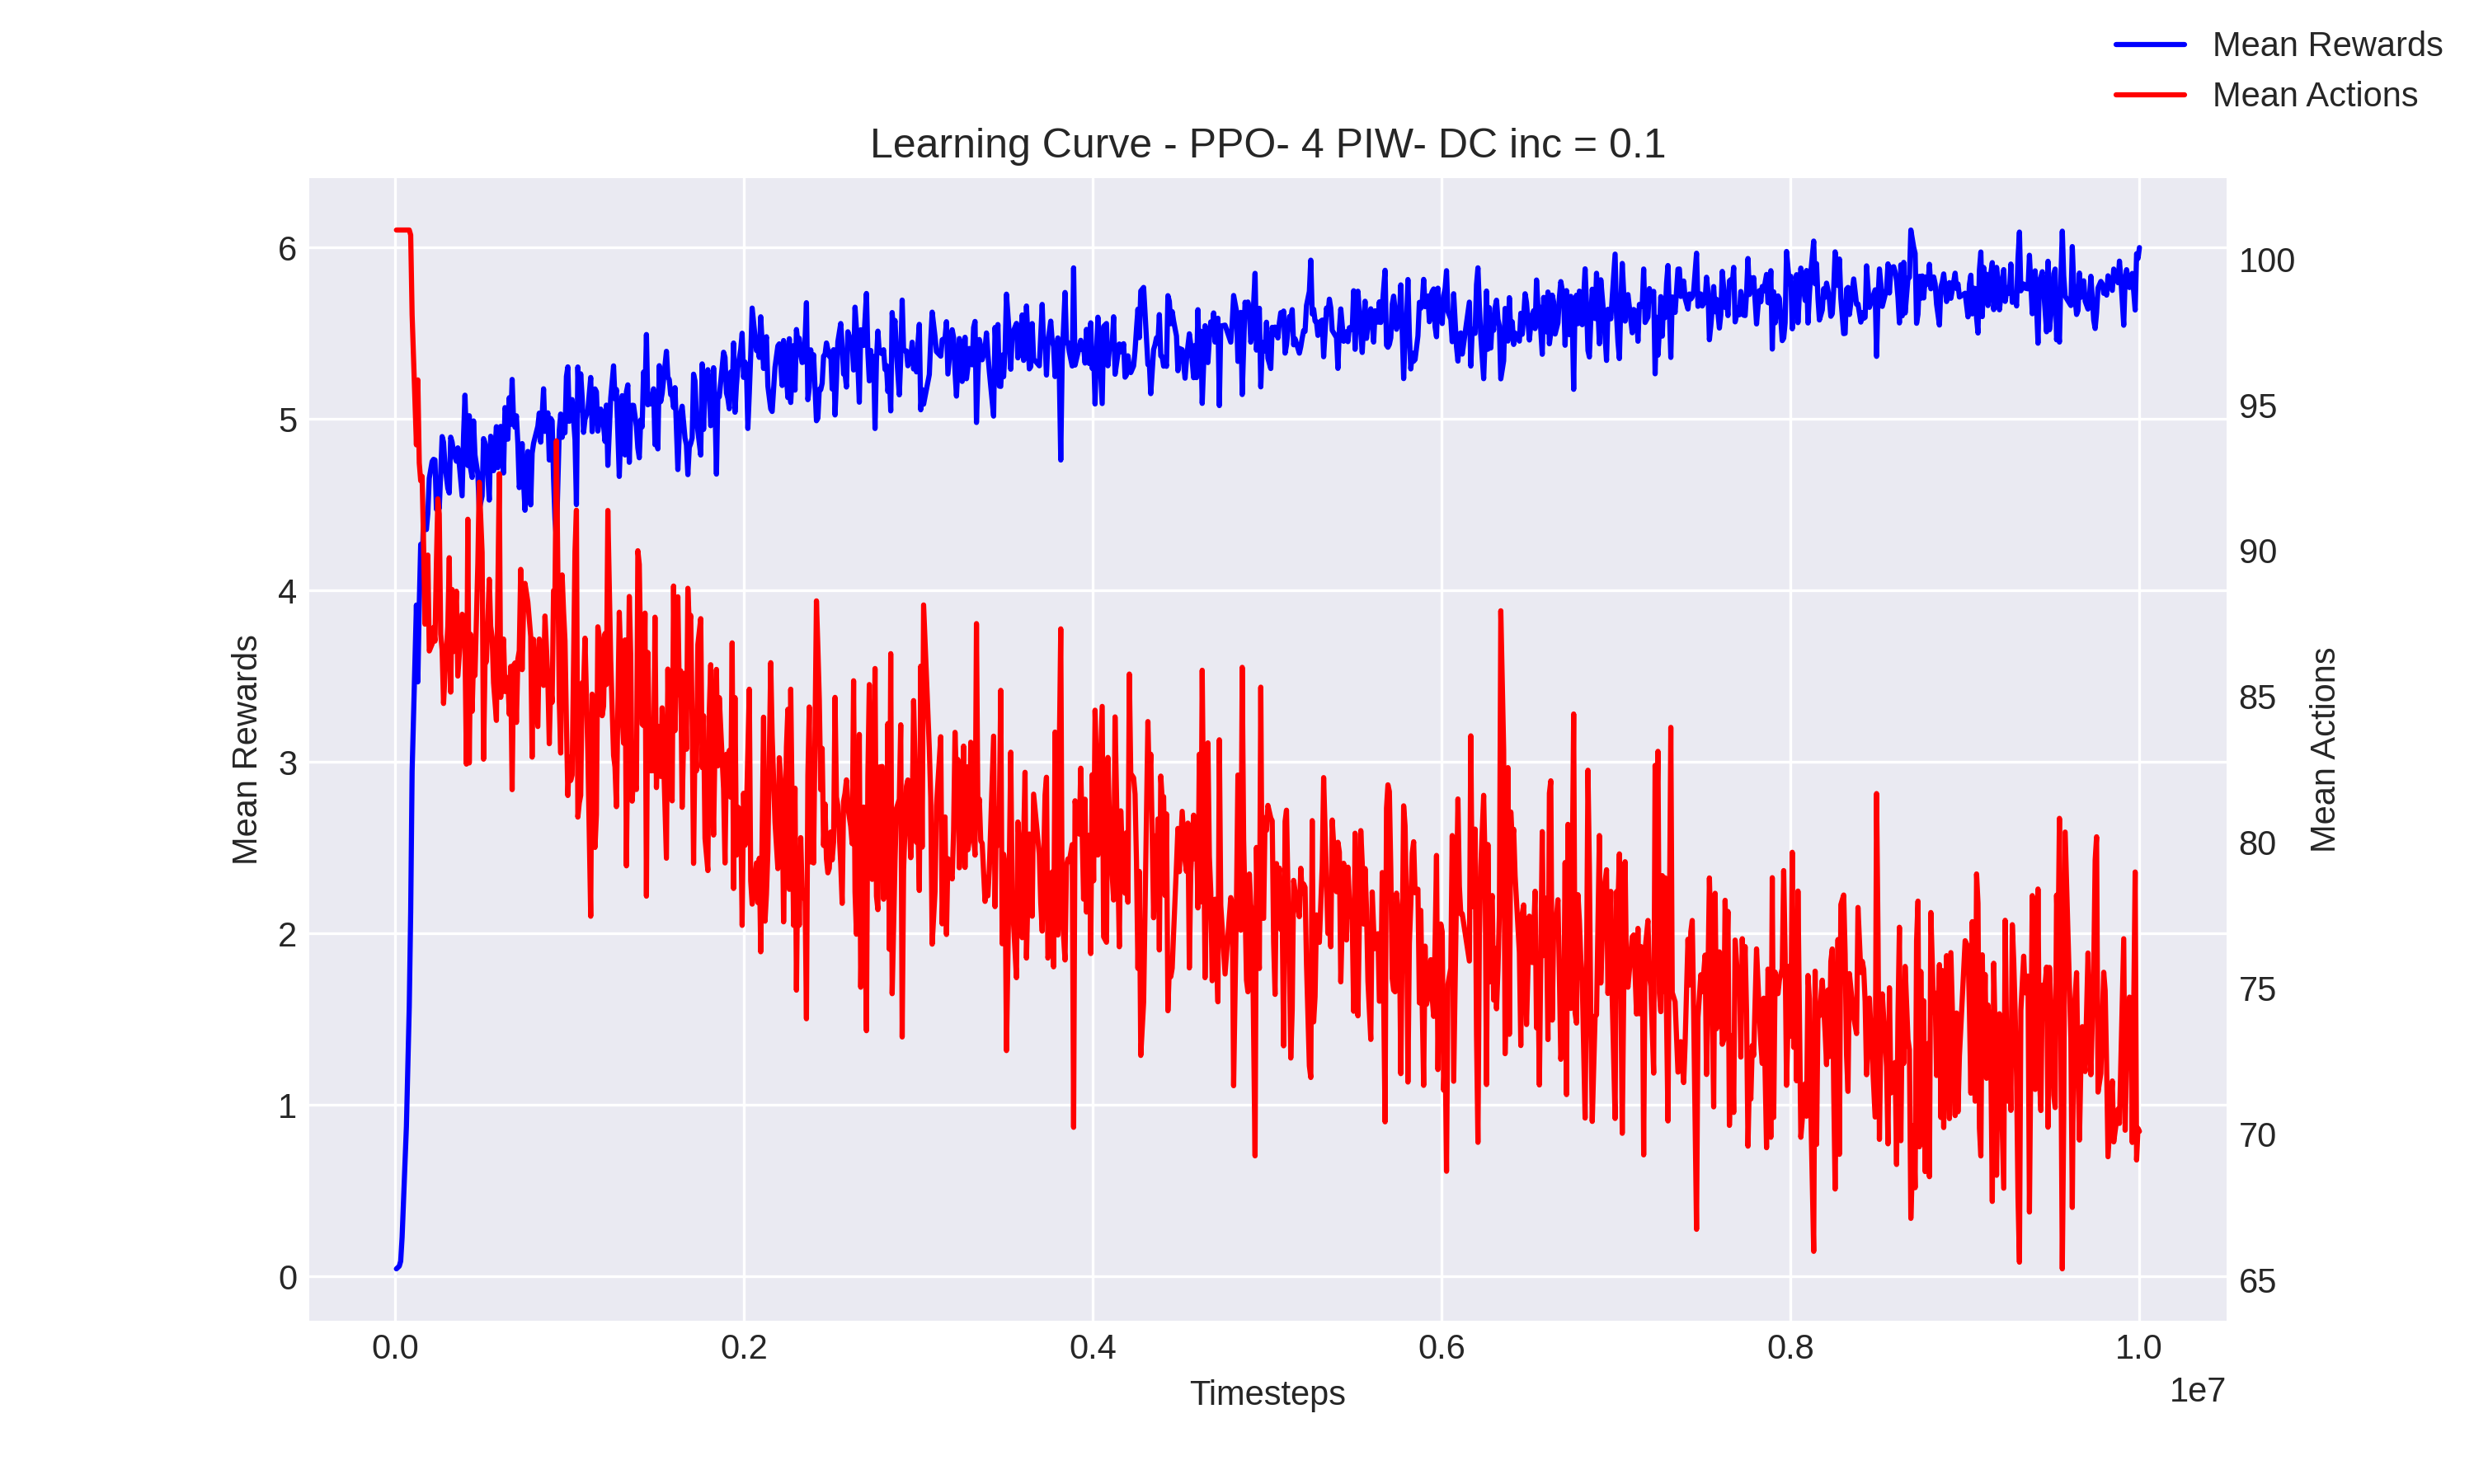 Mean Rewards
Mean Actions
Learning Curve - PPO- 4 PIW- DC inc = 0.1
6
5
4
3
2
1
0
Mean Rewards
100
95
90
85
80
75
70
65
Mean Actions
0.0 0.2 0.4 0.6 0.8 1.0
Timesteps
1e7